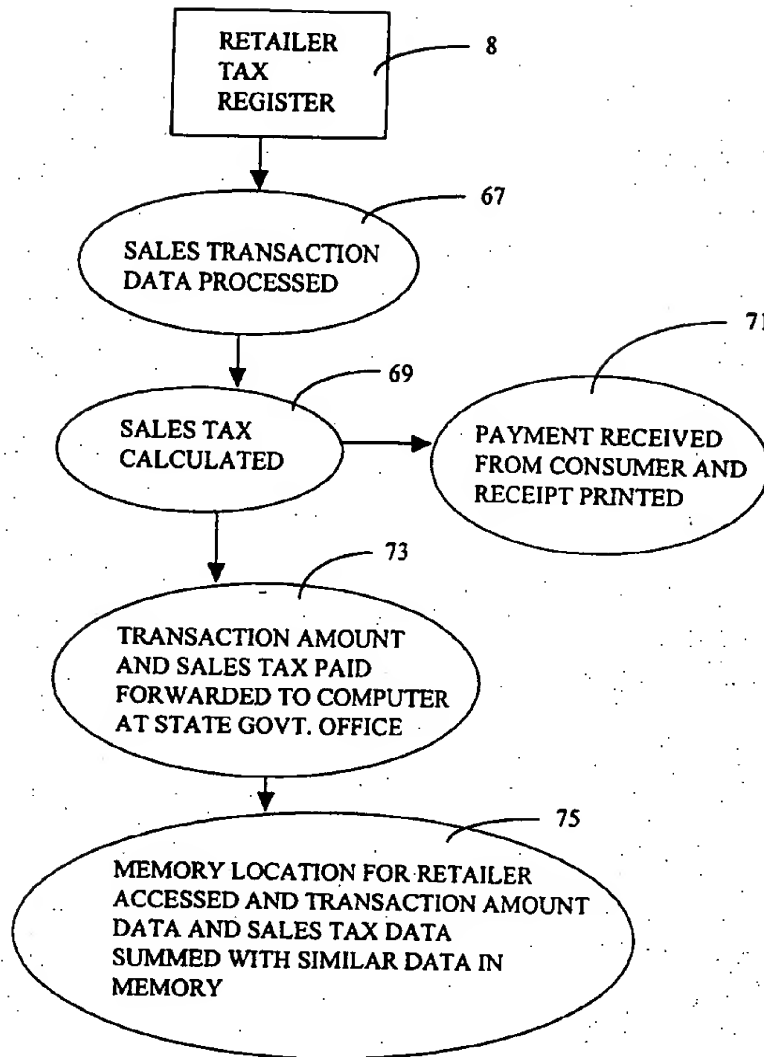 RETAILER
TAX
REGISTER
8
67
SALES TRANSACTION
DATA PROCESSED
69
SALES TAX
CALCULATED
71
PAYMENT RECEIVED
FROM CONSUMER AND
RECEIPT PRINTED
73
TRANSACTION AMOUNT
AND SALES TAX PAID
FORWARDED TO COMPUTER
AT STATE GOVT. OFFICE
75
MEMORY LOCATION FOR RETAILER
ACCESSED AND TRANSACTION AMOUNT
DATA AND SALES TAX DATA
SUMMED WITH SIMILAR DATA IN
MEMORY